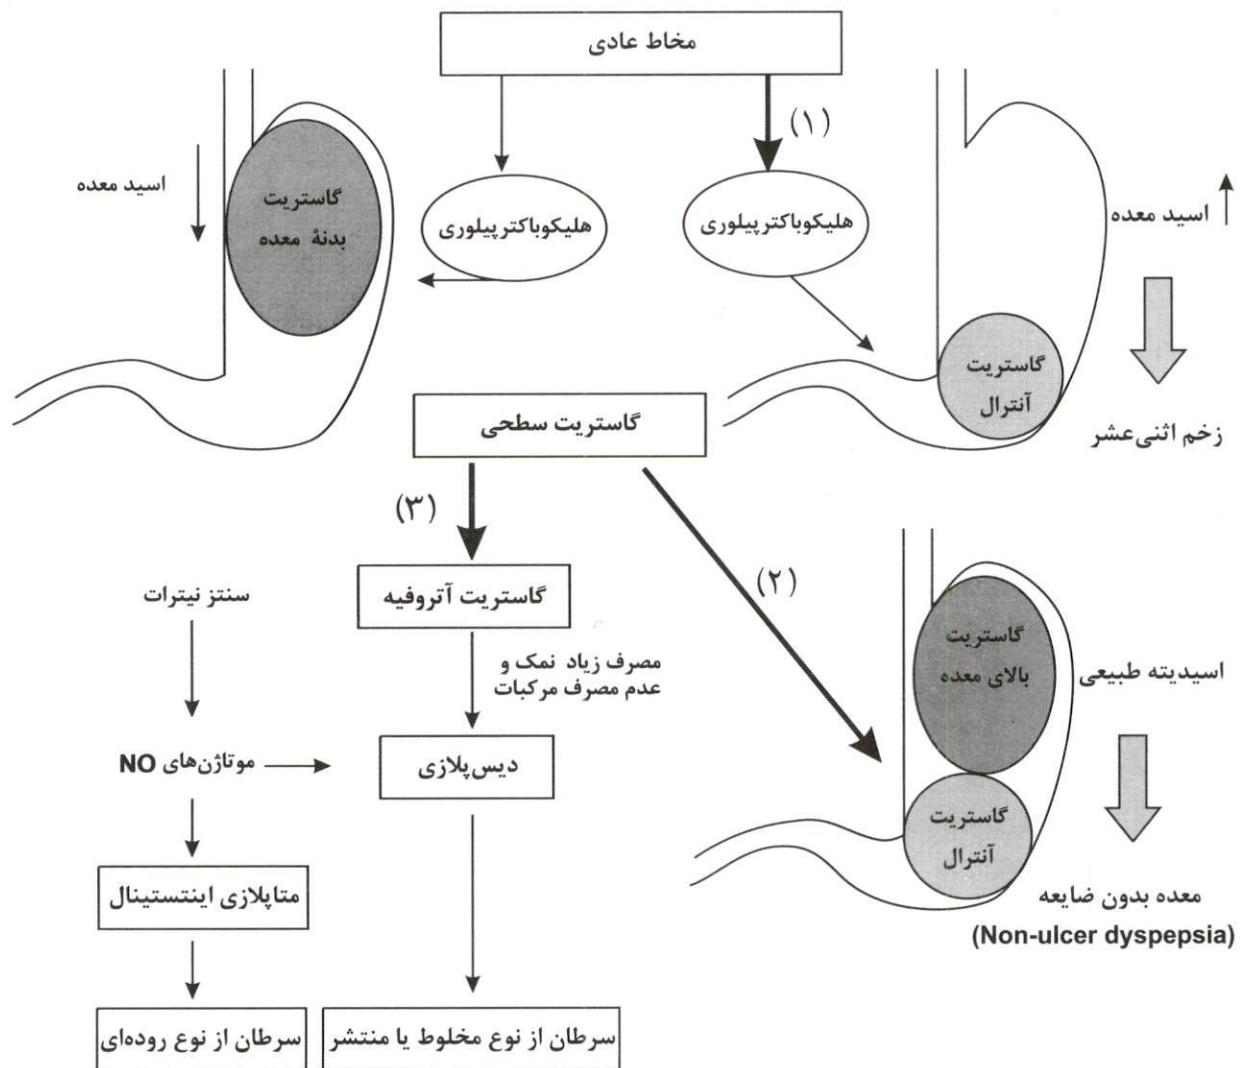 مخاط عادی
(۱)
اسید معده
گاستریت
بدنهٔ معده
هلیکوباکترپیلوری
هلیکوباکترپیلوری
اسید معده
گاستریت
آنترال
زخم اثنی‌عشر
گاستریت سطحی
(۳)
(۲)
سنتز نیترات
گاستریت آتروفیه
مصرف زیاد نمک و
عدم مصرف مرکبات
گاستریت
بالای معده
اسیدیته طبیعی
موتاژن‌های NO
دیس‌پلازی
گاستریت
آنترال
متاپلازی اینتستینال
معده بدون ضایعه
(Non-ulcer dyspepsia)
سرطان از نوع مخلوط یا منتشر
سرطان از نوع روده‌ای